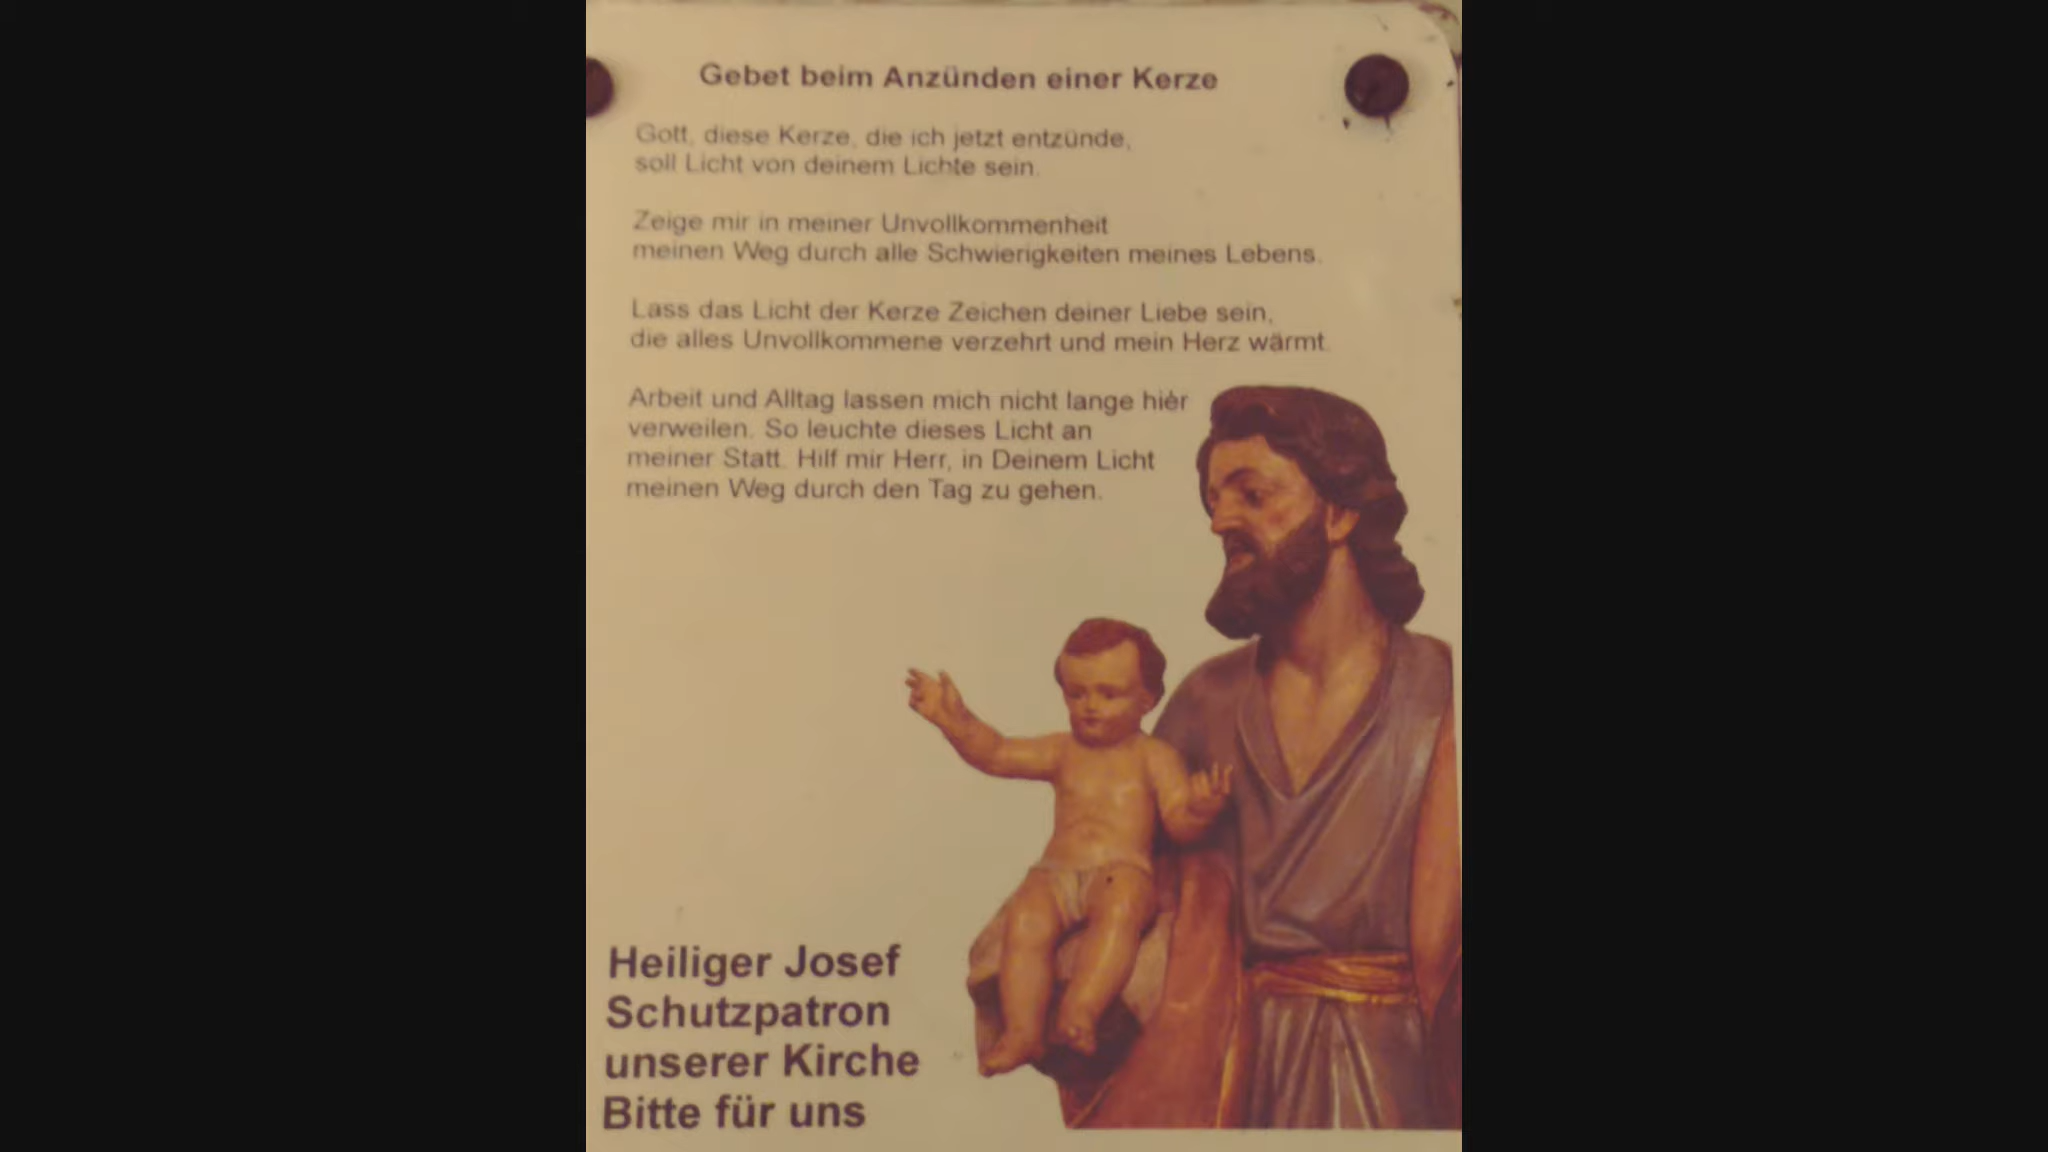 Gebet beim Anzünden einer Kerze
Gott, diese Kerze, die ich jetzt entzünde,
soll Licht von deinem Lichte sein.
Zeige mir in meiner Unvollkommenheit
meinen Weg durch alle Schwierigkeiten meines Lebens.
Lass das Licht der Kerze Zeichen deiner Liebe sein,
die alles Unvollkommene verzehrt und mein Herz wärmt.
Arbeit und Alltag lassen mich nicht lange hier
verweilen. So leuchte dieses Licht an
meiner Statt. Hilf mir Herr, in Deinem Licht
meinen Weg durch den Tag zu gehen.
Heiliger Josef
Schutzpatron
unserer Kirche
Bitte für uns